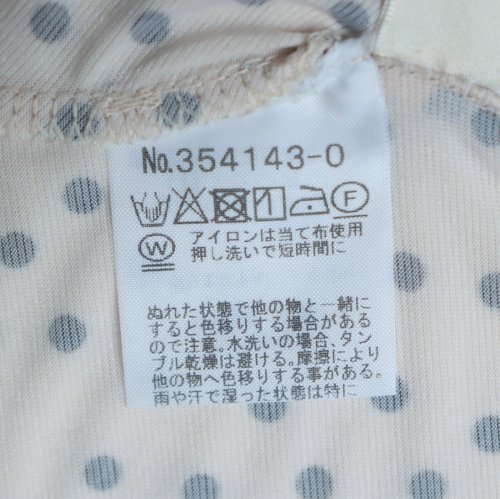 No.354143-0
F
W
アイロンは当て布使用
押し洗いで短時間に
ぬれた状態で他の物と一緒に
すると色移りする場合がある
ので注意。水洗いの場合、タン
ブル乾燥は避ける。摩擦により
他の物へ色移りする事がある。
雨や汗で湿った状態は特に